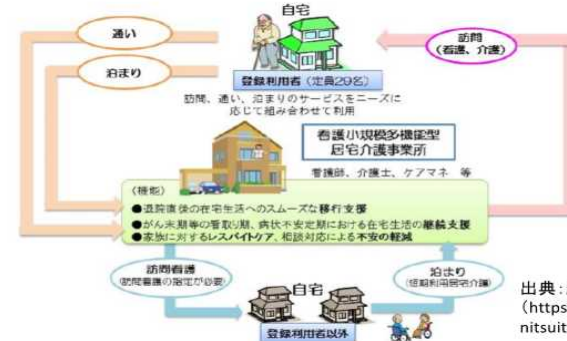 自宅
通い
泊まり
訪問
(看護、介護)
登録利用者(定員29名)
訪問、通い、泊まりのサービスをニーズに
応じて組み合わせて利用
看護小規模多機能型
居宅介護事業所
看護師、介護士、ケアマネ 等
(機能)
●退院直後の在宅生活へのスムーズな移行支援
●がん末期等の看取り期、病状不安定期における在宅生活の継続支援
●家族に対するレスパイトケア、相談対応による不安の軽減
訪問看護
(訪問看護の指定が必要)
自宅
泊まり
(短期利用居宅介護)
登録利用者以外
出典:
(https
nitsuit